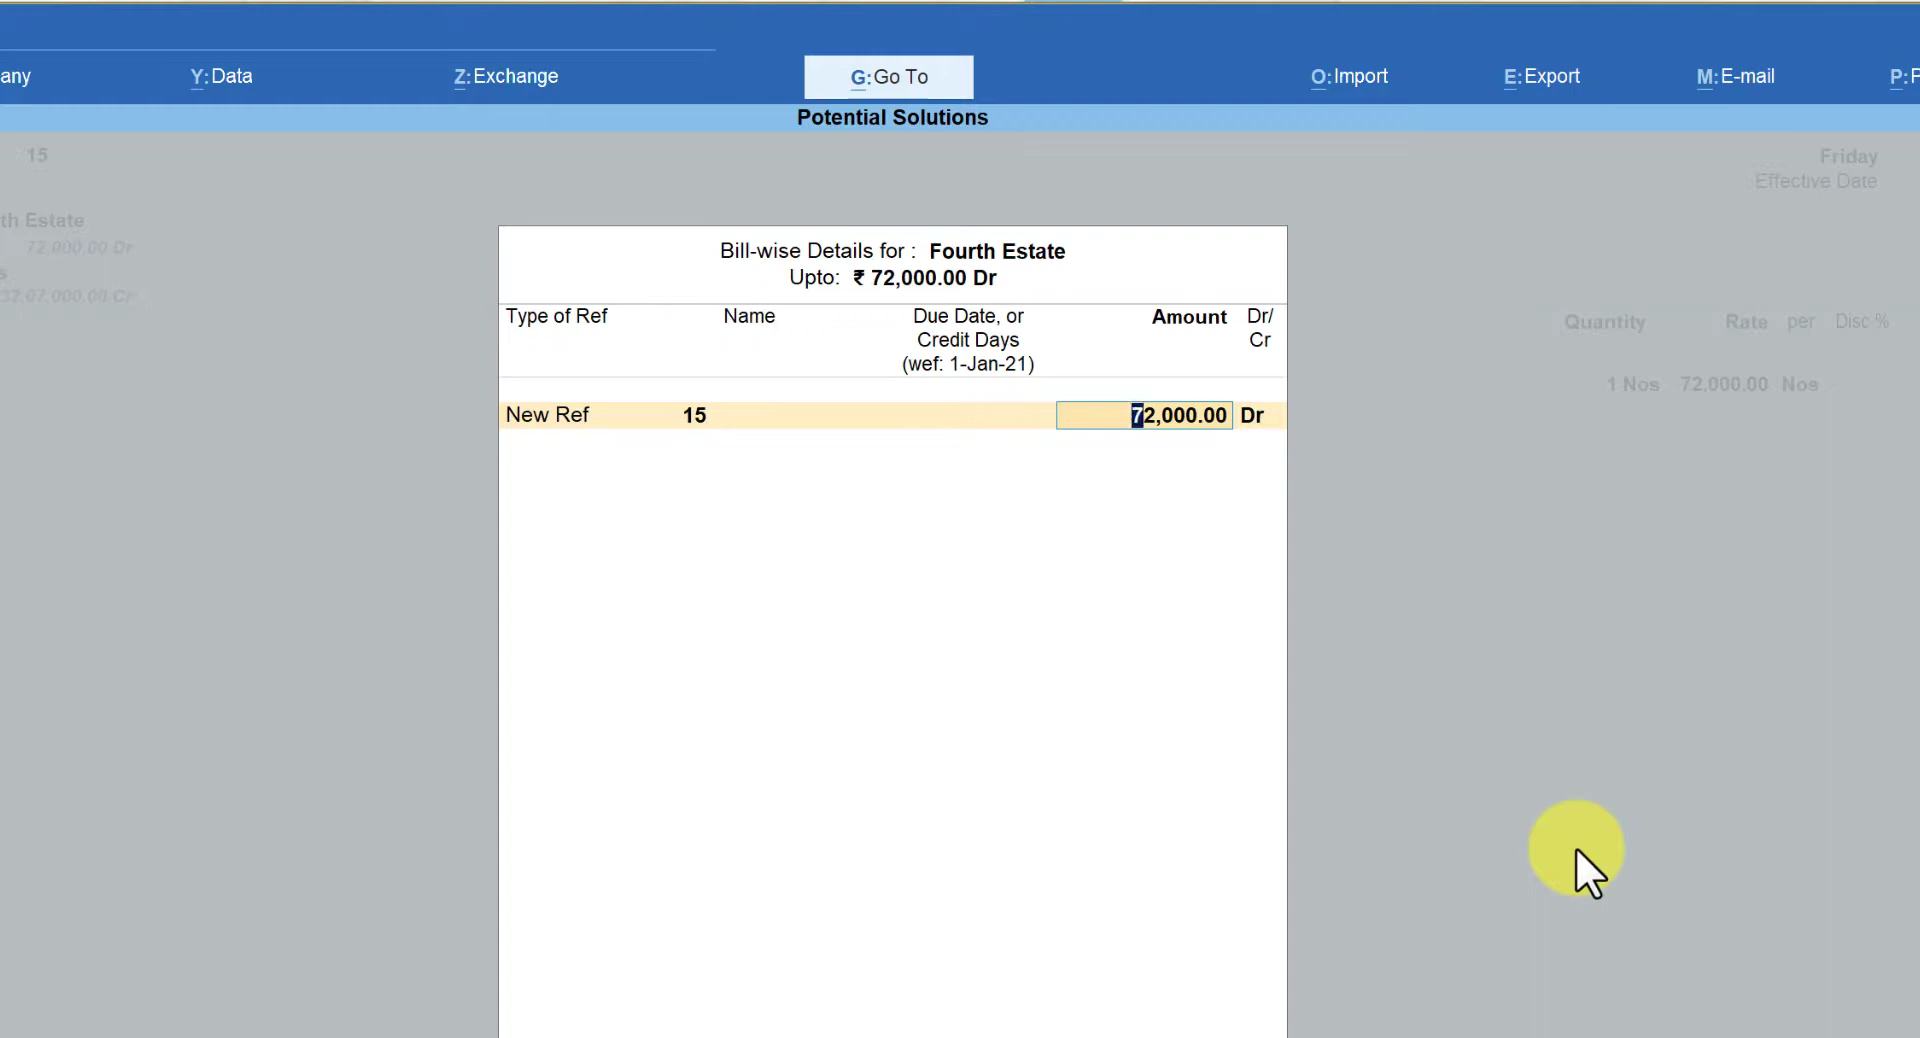 any Y:Data Z:Exchange G:Go To O:Import E:Export M:E-mail P:P
Potential Solutions
15 Friday
Effective Date
th Estate
72,000.00 Dr
s
37,07,000.00 Cr
Bill-wise Details for : Fourth Estate
Upto: ₹ 72,000.00 Dr
Type of Ref Name Due Date, or Amount Dr/
Credit Days Cr
(wef: 1-Jan-21)
Quantity Rate per Disc %
1 Nos 72,000.00 Nos
New Ref 15 72,000.00 Dr